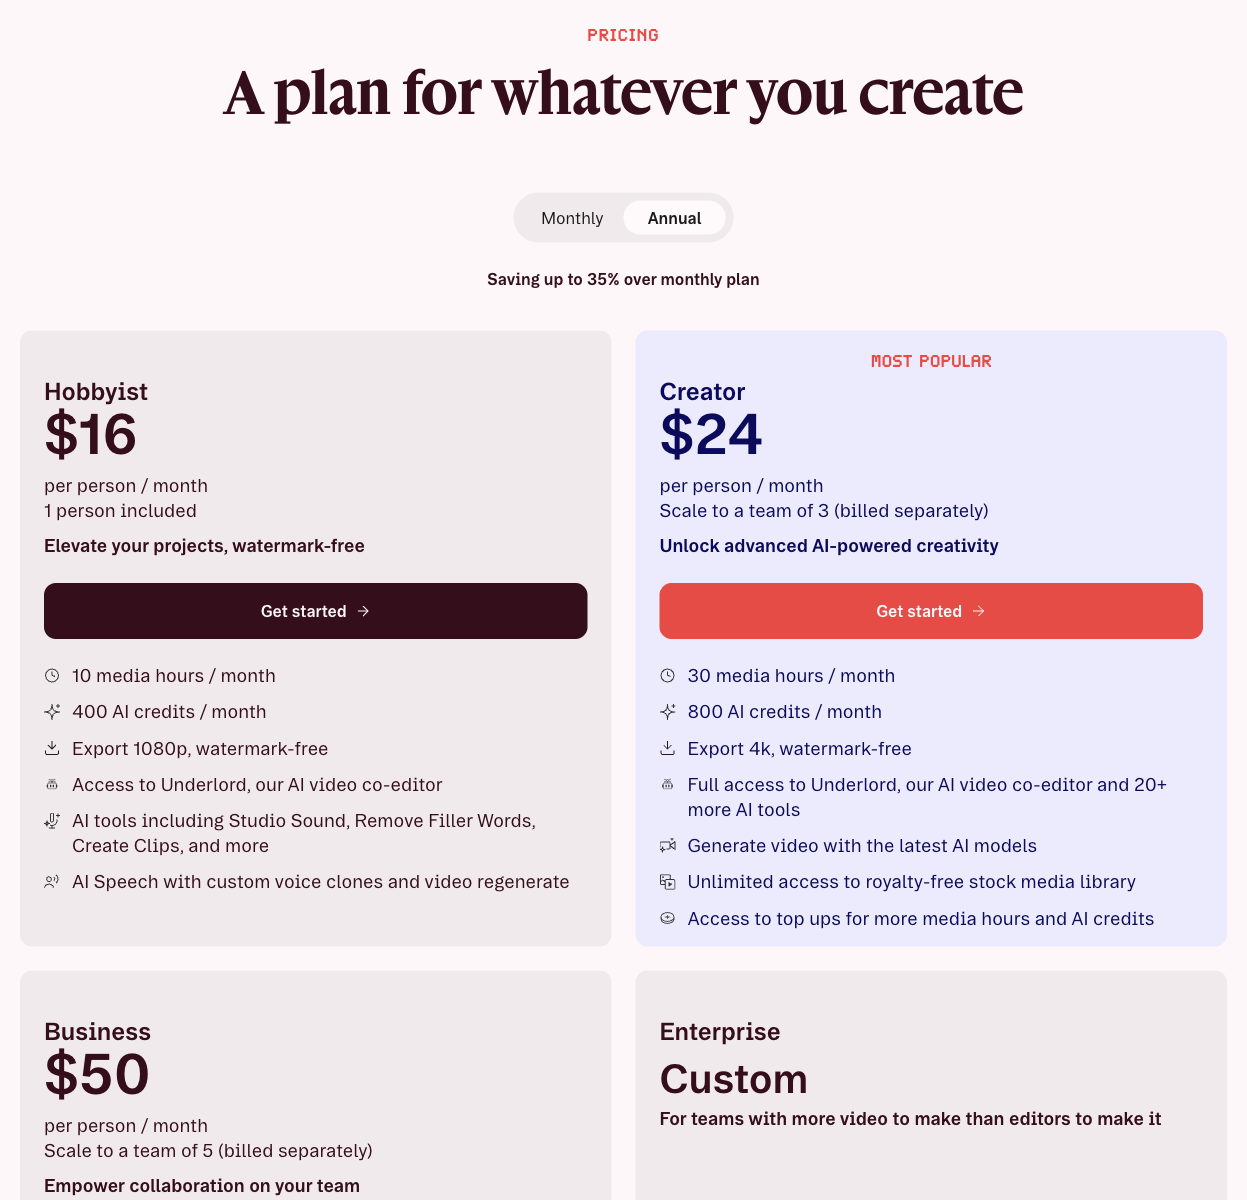 PRICING
A plan for whatever you create
Monthly
Annual
Saving up to 35% over monthly plan
Hobbyist
$16
per person / month
1 person included
Elevate your projects, watermark-free
Get started →
10 media hours / month
400 AI credits / month
Export 1080p, watermark-free
Access to Underlord, our AI video co-editor
AI tools including Studio Sound, Remove Filler Words,
Create Clips, and more
AI Speech with custom voice clones and video regenerate
MOST POPULAR
Creator
$24
per person / month
Scale to a team of 3 (billed separately)
Unlock advanced AI-powered creativity
Get started →
30 media hours / month
800 AI credits / month
Export 4k, watermark-free
Full access to Underlord, our AI video co-editor and 20+
more AI tools
Generate video with the latest AI models
Unlimited access to royalty-free stock media library
Access to top ups for more media hours and AI credits
Business
$50
per person / month
Scale to a team of 5 (billed separately)
Empower collaboration on your team
Enterprise
Custom
For teams with more video to make than editors to make it